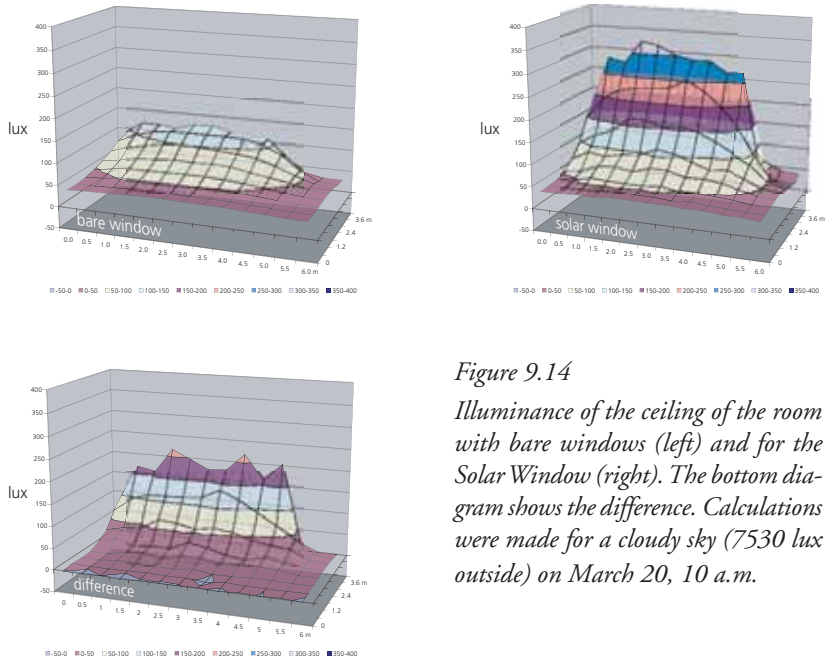 400
350
300
250
200
150
100
50
0
-50
lux
bare window
0.0 0.5 1.0 1.5 2.0 2.5 3.0 3.5 4.0 4.5 5.0 5.5 6.0 m
0 1.2 2.4 3.6 m
-50-0 0-50 50-100 100-150 150-200 200-250 250-300 300-350 350-400
400
350
300
250
200
150
100
50
0
-50
lux
solar window
0.0 0.5 1.0 1.5 2.0 2.5 3.0 3.5 4.0 4.5 5.0 5.5 6.0
0 1.2 2.4 3.6 m
-50-0 0-50 50-100 100-150 150-200 200-250 250-300 300-350 350-400
400
350
300
250
200
150
100
50
0
-50
lux
difference
0 0.5 1 1.5 2 2.5 3 3.5 4 4.5 5 5.5 6 m
0 1.2 2.4 3.6 m
-50-0 0-50 50-100 100-150 150-200 200-250 250-300 300-350 350-400
Figure 9.14
Illuminance of the ceiling of the room
with bare windows (left) and for the
Solar Window (right). The bottom dia-
gram shows the difference. Calculations
were made for a cloudy sky (7530 lux
outside) on March 20, 10 a.m.